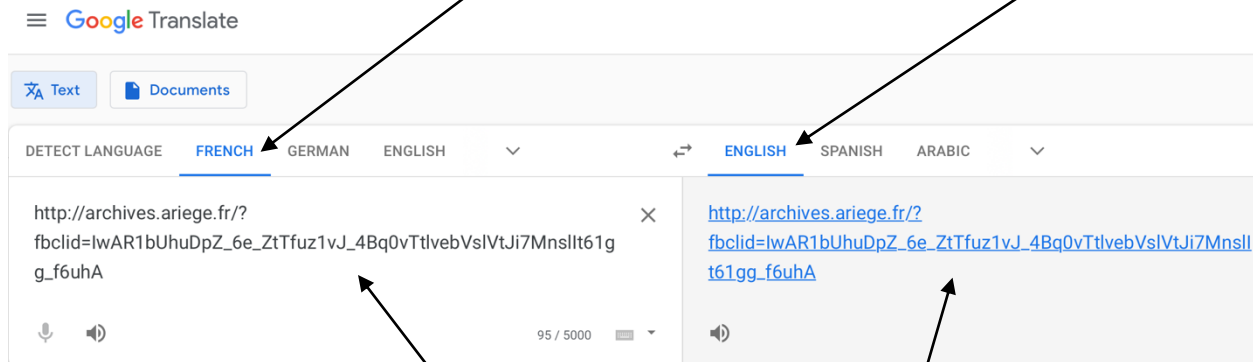 Google Translate
Text Documents
DETECT LANGUAGE FRENCH GERMAN ENGLISH ENGLISH SPANISH ARABIC
http://archives.ariege.fr/?
fbclid=IwAR1bUhuDpZ_6e_ZtTfuz1vJ_4Bq0vTtlvebVslVtJi7MnslIt61g
g_f6uhA
95 / 5000
http://archives.ariege.fr/?
fbclid=IwAR1bUhuDpZ_6e_ZtTfuz1vJ_4Bq0vTtlvebVslVtJi7MnslI
t61gg_f6uhA